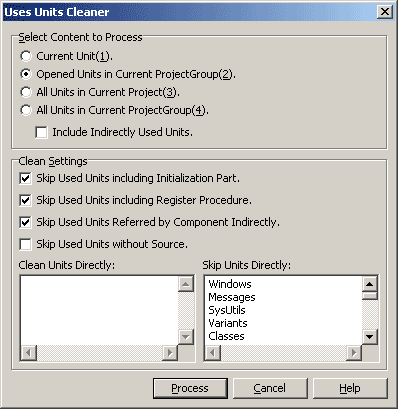 Uses Units Cleaner
Select Content to Process
Current Unit(1).
Opened Units in Current ProjectGroup(2).
All Units in Current Project(3).
All Units in Current ProjectGroup(4).
Include Indirectly Used Units.
Clean Settings
Skip Used Units including Initialization Part.
Skip Used Units including Register Procedure.
Skip Used Units Referred by Component Indirectly.
Skip Used Units without Source.
Clean Units Directly:
Skip Units Directly:
Windows
Messages
SysUtils
Variants
Classes
Process
Cancel
Help